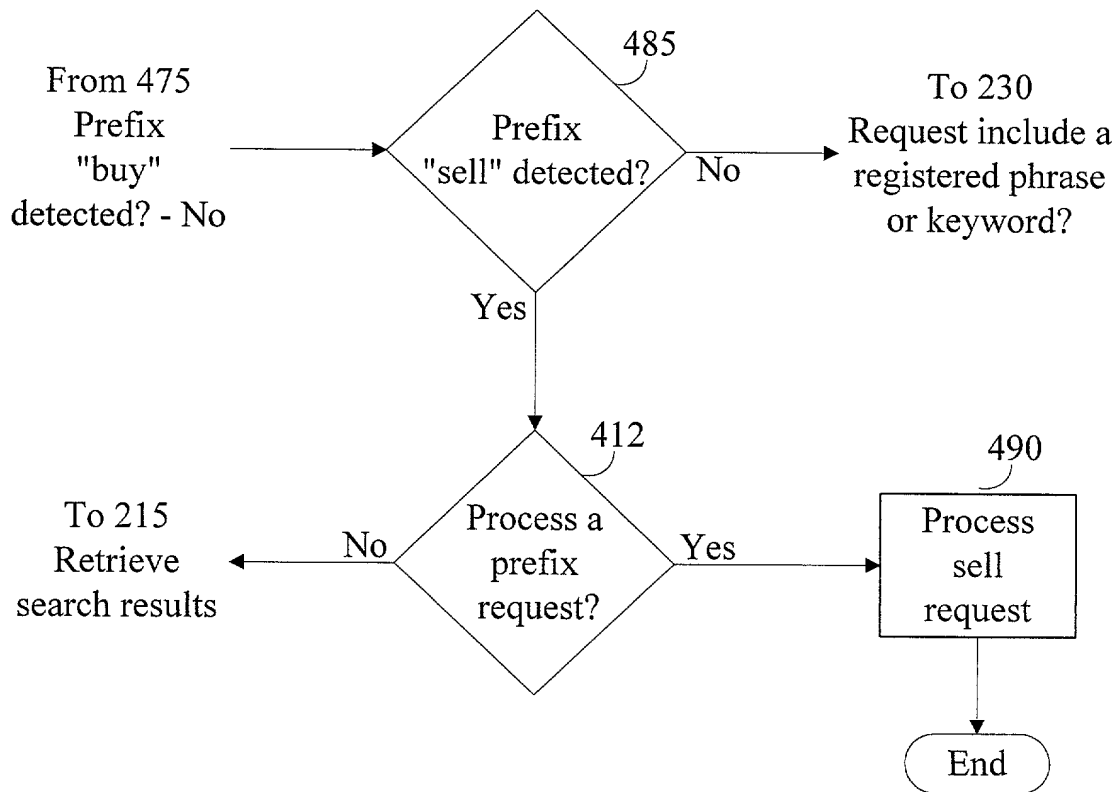 485
From 475
Prefix
"buy"
detected? - No
Prefix
"sell" detected?
No
To 230
Request include a
registered phrase
or keyword?
Yes
412
490
To 215
Retrieve
search results
No
Process a
prefix
request?
Yes
Process
sell
request
End